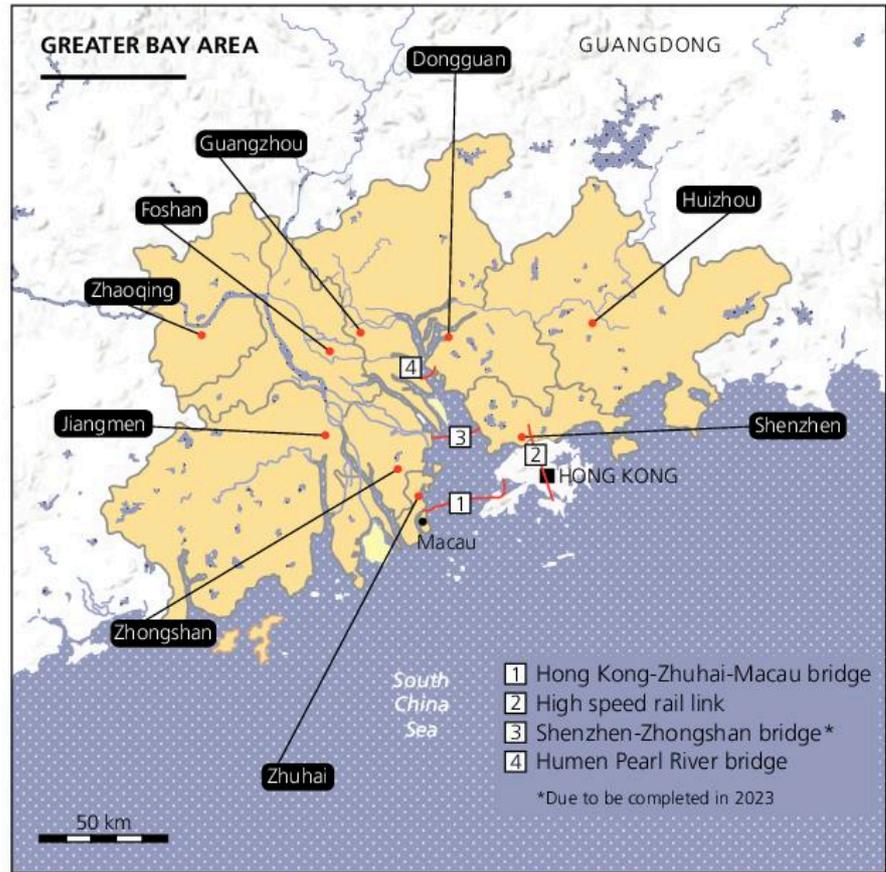 GREATER BAY AREA
GUANGDONG
Dongguan
Guangzhou
Foshan
Huizhou
Zhaoqing
4
Jiangmen
3
Shenzhen
2
HONG KONG
1
Macau
Zhongshan
South
China
Sea
Zhuhai
1 Hong Kong-Zhuhai-Macau bridge
2 High speed rail link
3 Shenzhen-Zhongshan bridge*
4 Humen Pearl River bridge
*Due to be completed in 2023
50 km